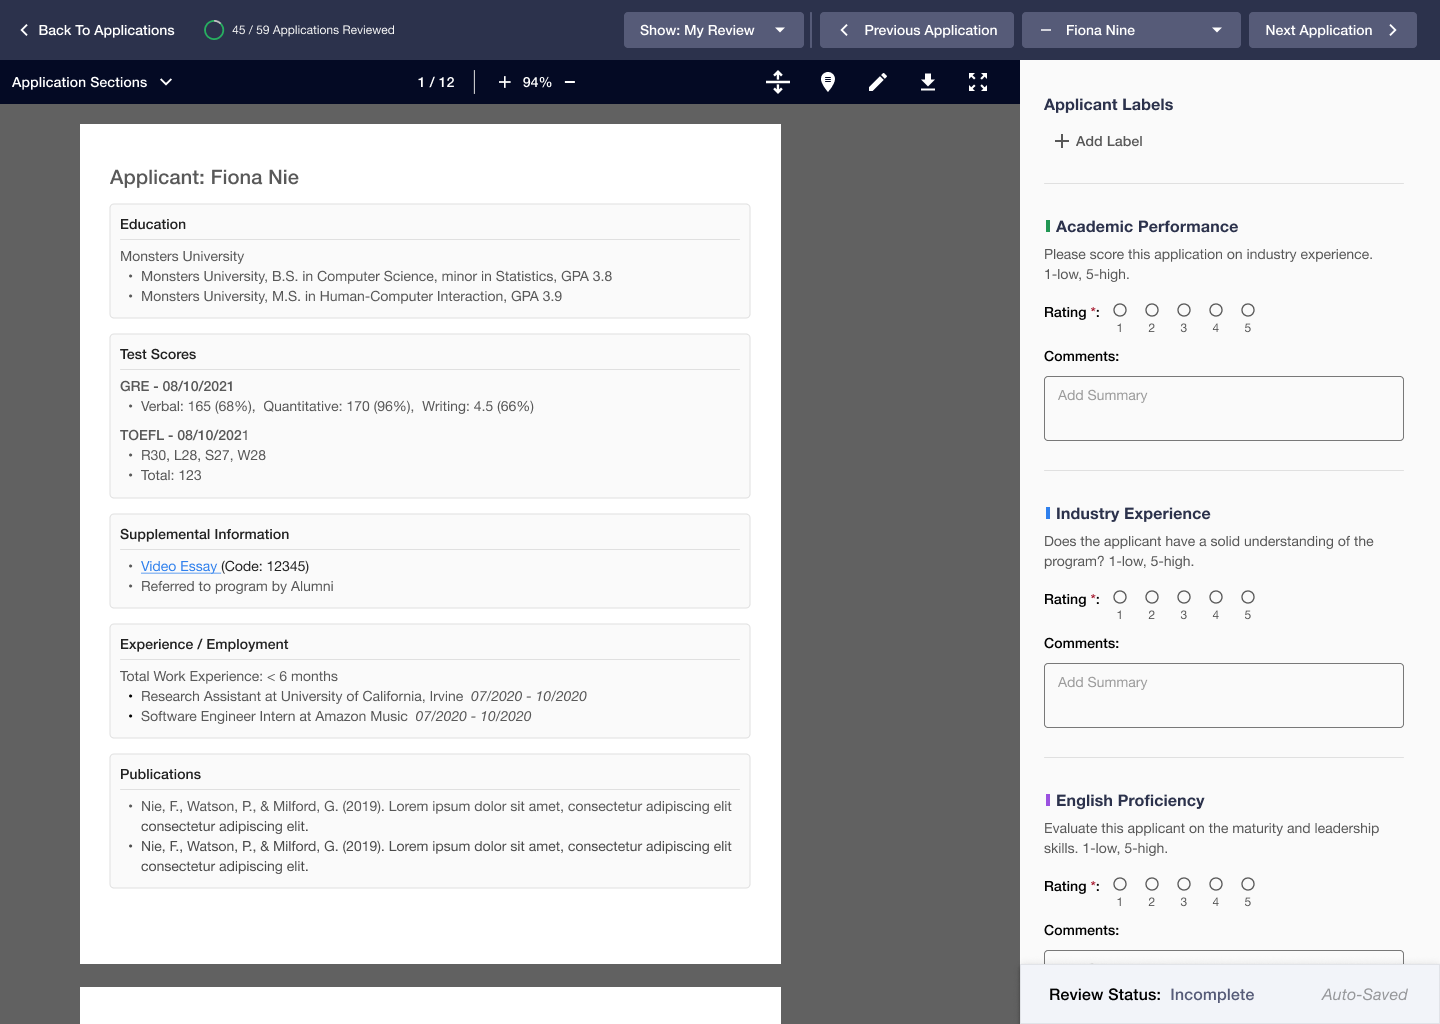 Back To Applications
45 / 59 Applications Reviewed
Show: My Review
Previous Application
Fiona Nine
Next Application
Application Sections
1 / 12
94%
Applicant: Fiona Nie
Education
Monsters University
• Monsters University, B.S. in Computer Science, minor in Statistics, GPA 3.8
• Monsters University, M.S. in Human-Computer Interaction, GPA 3.9
Test Scores
GRE - 08/10/2021
• Verbal: 165 (68%),  Quantitative: 170 (96%),  Writing: 4.5 (66%)
TOEFL - 08/10/2021
• R30, L28, S27, W28
• Total: 123
Supplemental Information
• Video Essay (Code: 12345)
• Referred to program by Alumni
Experience / Employment
Total Work Experience: < 6 months
• Research Assistant at University of California, Irvine  07/2020 - 10/2020
• Software Engineer Intern at Amazon Music  07/2020 - 10/2020
Publications
• Nie, F., Watson, P., & Milford, G. (2019). Lorem ipsum dolor sit amet, consectetur adipiscing elit
consectetur adipiscing elit.
• Nie, F., Watson, P., & Milford, G. (2019). Lorem ipsum dolor sit amet, consectetur adipiscing elit
consectetur adipiscing elit.
Applicant Labels
Add Label
Academic Performance
Please score this application on industry experience.
1-low, 5-high.
Rating *:
1 2 3 4 5
Comments:
Add Summary
Industry Experience
Does the applicant have a solid understanding of the
program? 1-low, 5-high.
Rating *:
1 2 3 4 5
Comments:
Add Summary
English Proficiency
Evaluate this applicant on the maturity and leadership
skills. 1-low, 5-high.
Rating *:
1 2 3 4 5
Comments:
Review Status: Incomplete
Auto-Saved